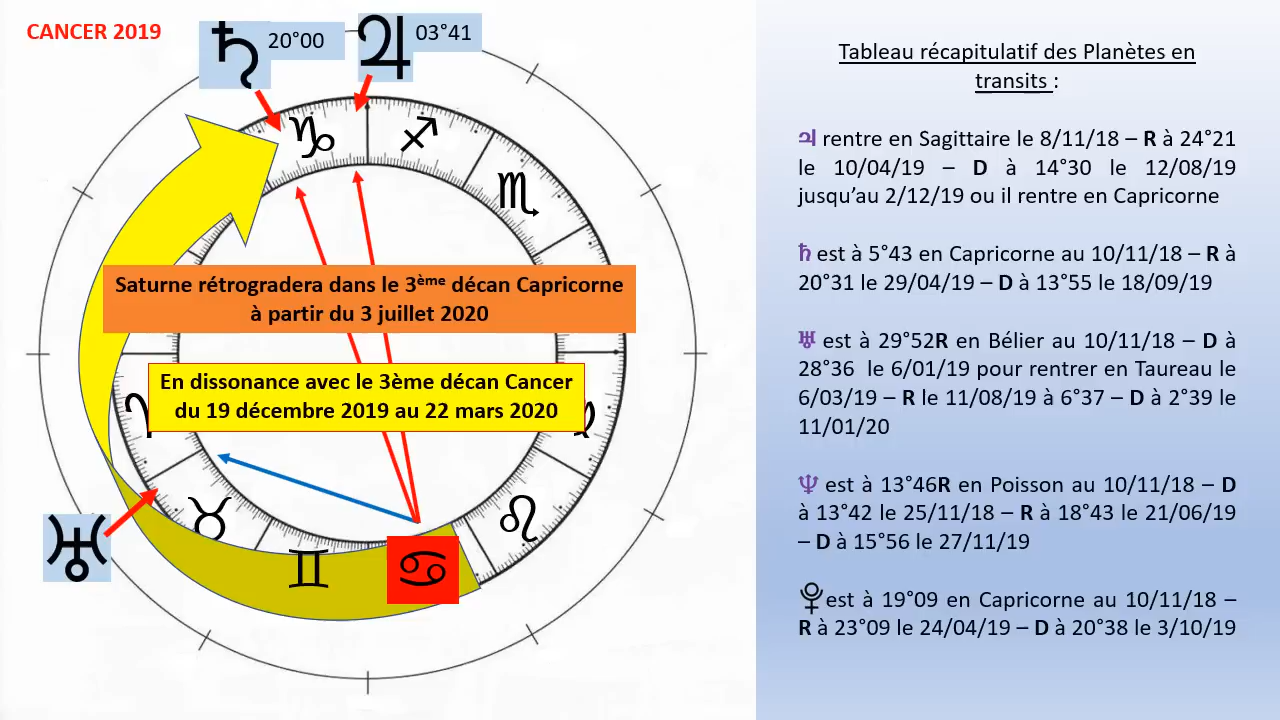 CANCER 2019
♄ 20°00
♃ 03°41
♑ ♐
♏
Saturne rétrogradera dans le 3ème décan Capricorne
à partir du 3 juillet 2020
En dissonance avec le 3ème décan Cancer
du 19 décembre 2019 au 22 mars 2020
♈
♉ ♌
♅
♊ ♋
Tableau récapitulatif des Planètes en
transits :
♃ rentre en Sagittaire le 8/11/18 – R à 24°21
le 10/04/19 – D à 14°30 le 12/08/19
jusqu’au 2/12/19 ou il rentre en Capricorne
♄ est à 5°43 en Capricorne au 10/11/18 – R à
20°31 le 29/04/19 – D à 13°55 le 18/09/19
♅ est à 29°52R en Bélier au 10/11/18 – D à
28°36 le 6/01/19 pour rentrer en Taureau le
6/03/19 – R le 11/08/19 à 6°37 – D à 2°39 le
11/01/20
♆ est à 13°46R en Poisson au 10/11/18 – D
à 13°42 le 25/11/18 – R à 18°43 le 21/06/19
– D à 15°56 le 27/11/19
⯓ est à 19°09 en Capricorne au 10/11/18 –
R à 23°09 le 24/04/19 – D à 20°38 le 3/10/19